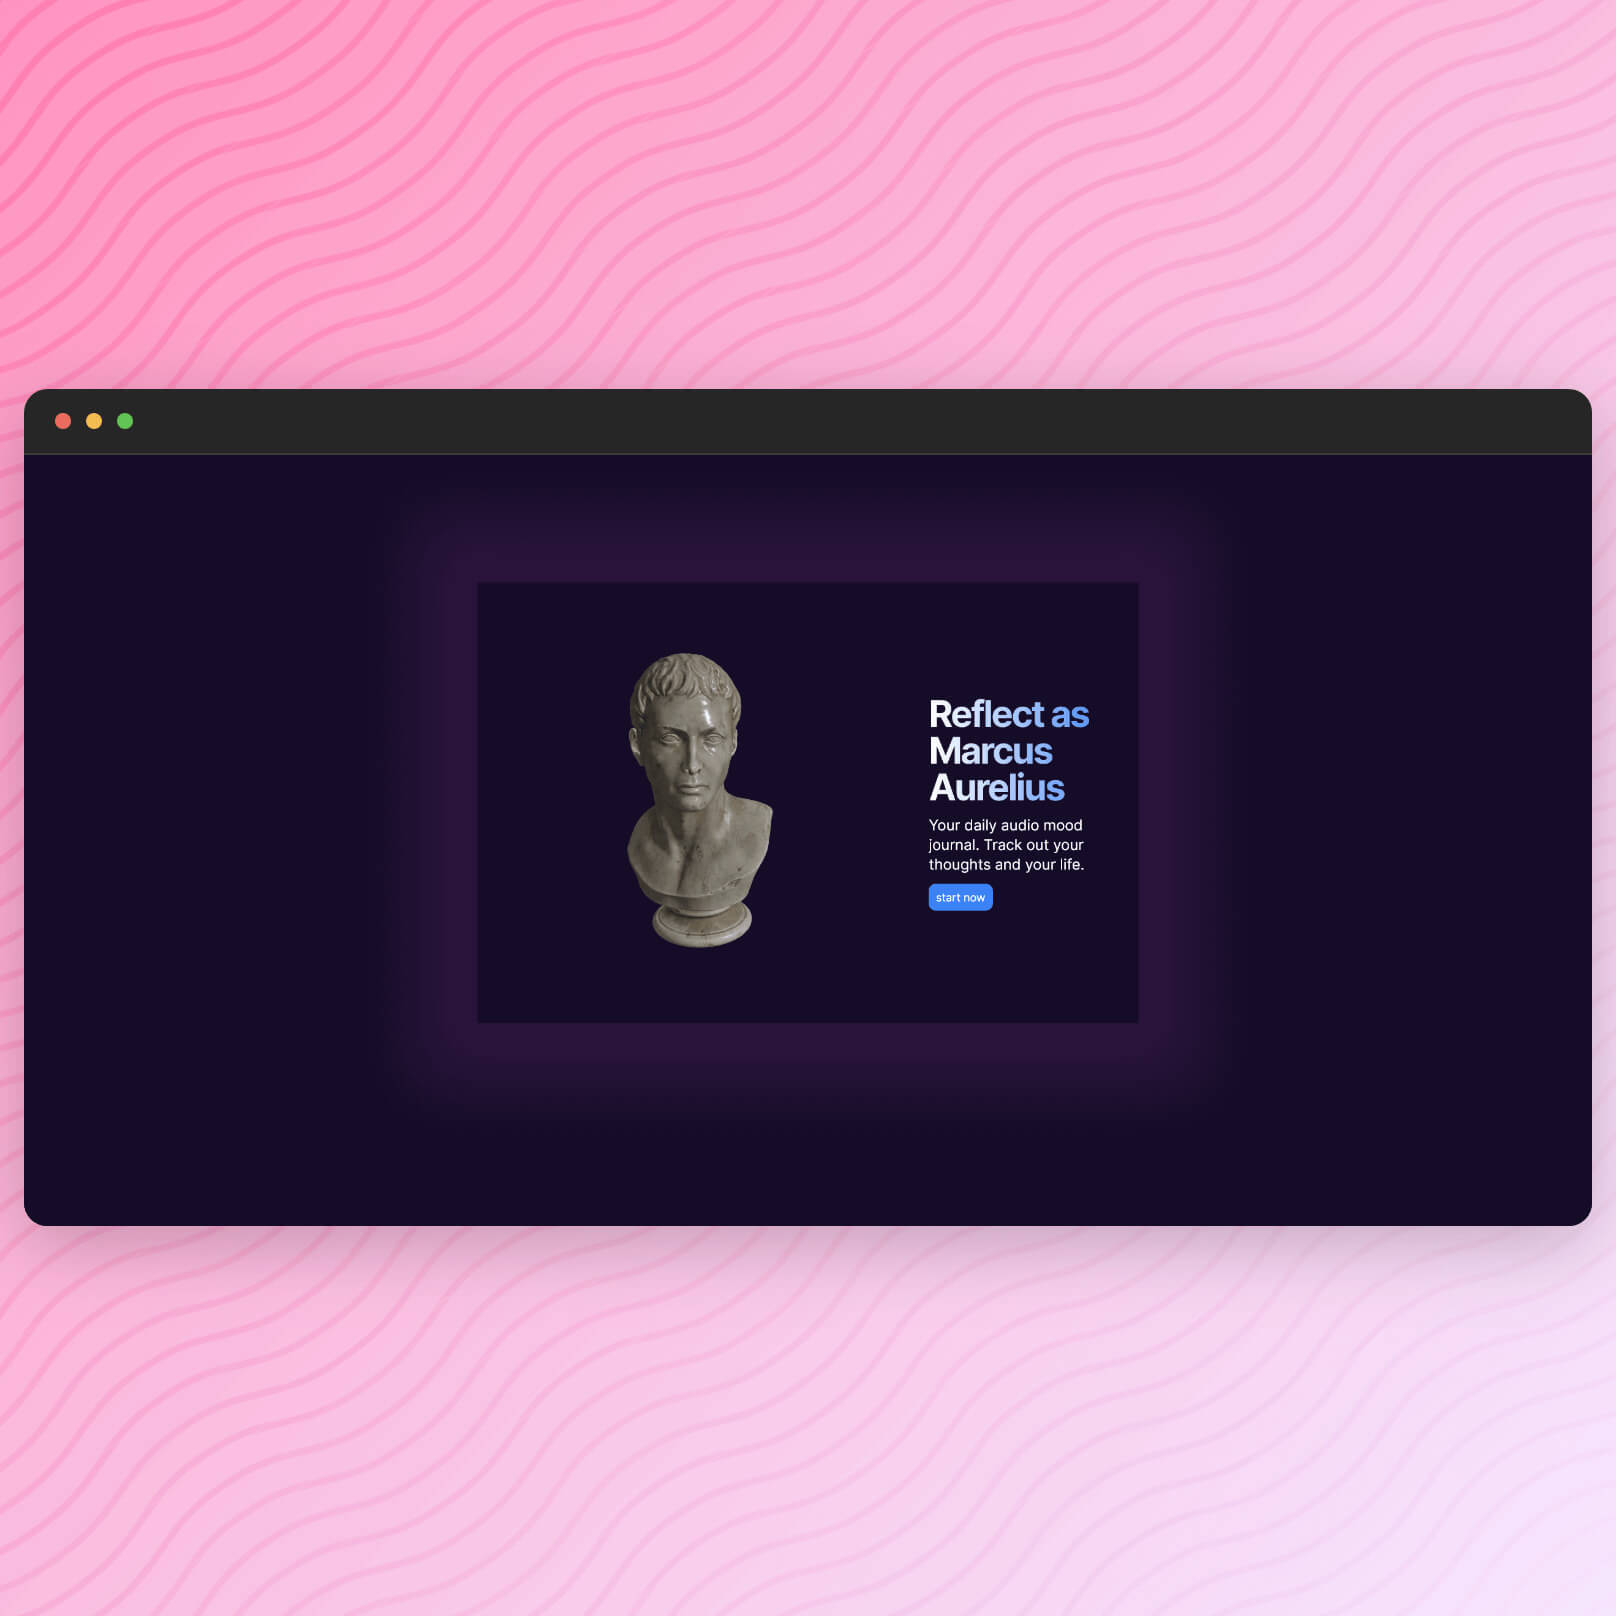 Reflect as
Marcus
Aurelius
Your daily audio mood
journal. Track out your
thoughts and your life.
start now